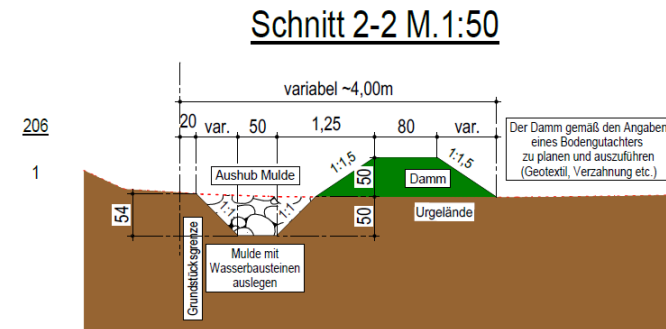 Schnitt 2-2 M.1:50
variabel ~4,00m
206
20 var. 50 1,25 80 var.
Der Damm gemäß den Angaben
eines Bodengutachters
zu planen und auszuführen
(Geotextil, Verzahnung etc.)
1
Aushub Mulde
1:1,5
50
Damm
1:1,5
54
1:1
1:1
50
Urgelände
Grundstücksgrenze
Mulde mit
Wasserbausteinen
auslegen